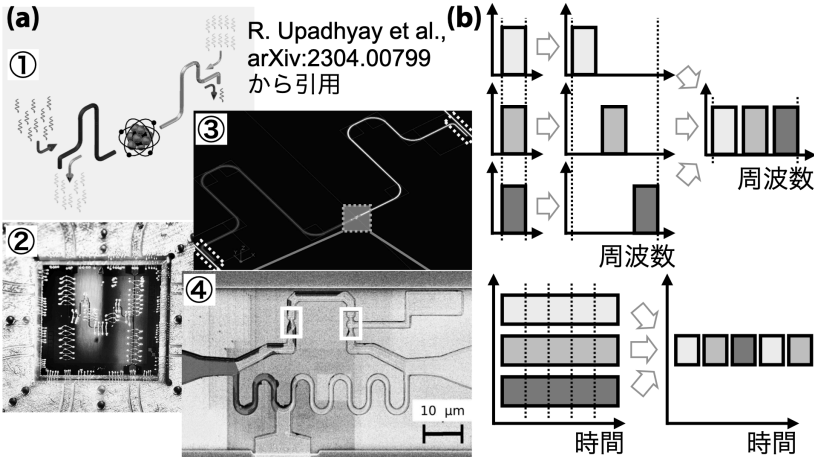 (a)
①
R. Upadhyay et al.,
arXiv:2304.00799
から引用
③
②
④
10 μm
(b)
周波数
周波数
時間
時間